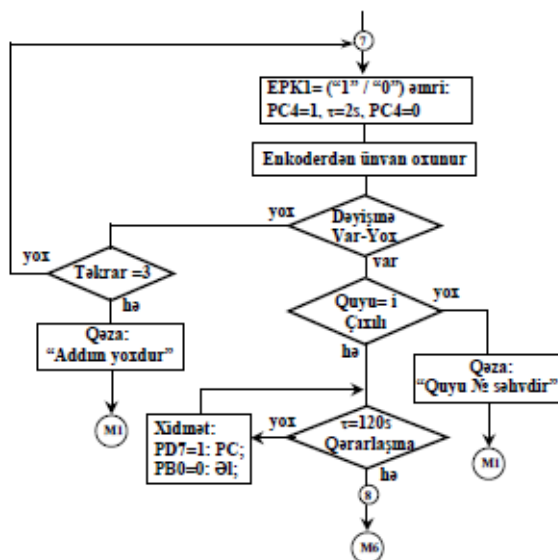 7
EPK1= (“1” / “0”) əmri:
PC4=1, τ=2s, PC4=0
Enkoderdən ünvan oxunur
yox
Dəyişmə
Var-Yox
yox
var
Təkrar =3
hə
Quyu= i
Çıxılı
yox
hə
Qəza:
“Addım yoxdur”
Qəza:
“Quyu № səhvdir”
M1
Xidmət:
PD7=1: PC;
PB0=0: Əl;
yox
τ=120s
Qərarlaşma
hə
M1
8
M6